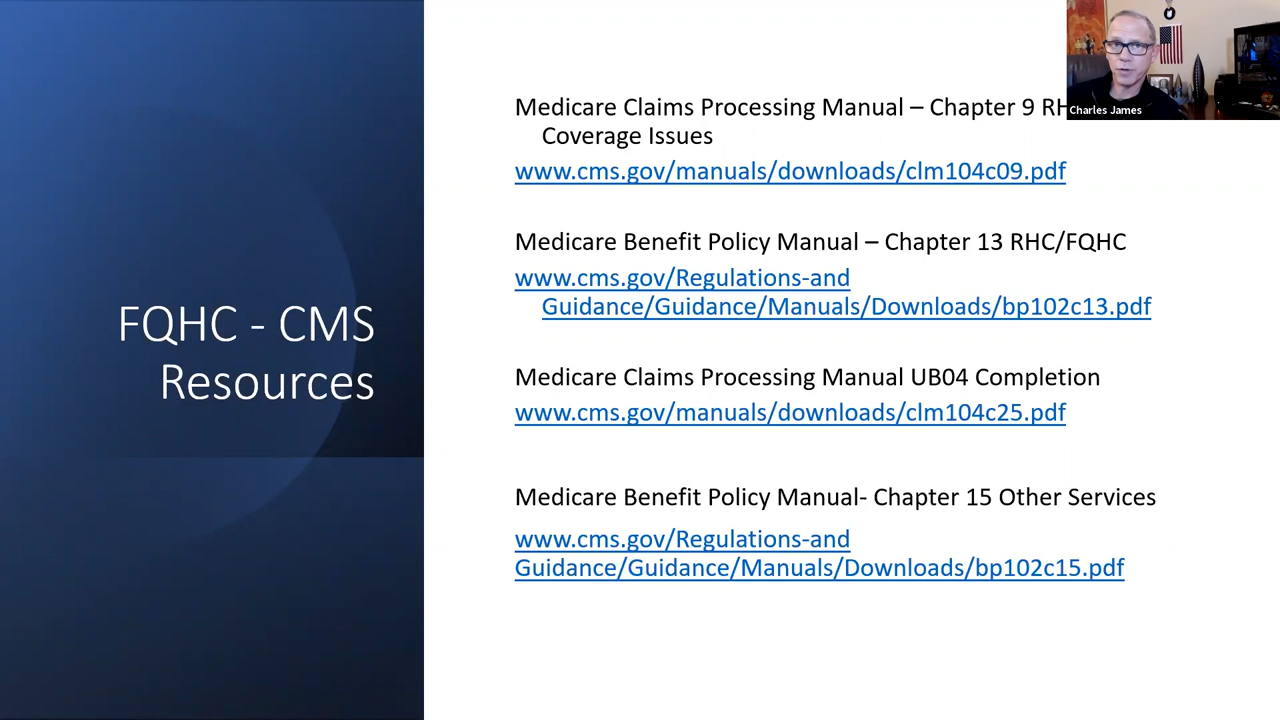 FQHC - CMS
Resources
Medicare Claims Processing Manual – Chapter 9
Coverage Issues
www.cms.gov/manuals/downloads/clm104c09.pdf
Medicare Benefit Policy Manual – Chapter 13 RHC/FQHC
www.cms.gov/Regulations-and
Guidance/Guidance/Manuals/Downloads/bp102c13.pdf
Medicare Claims Processing Manual UB04 Completion
www.cms.gov/manuals/downloads/clm104c25.pdf
Medicare Benefit Policy Manual- Chapter 15 Other Services
www.cms.gov/Regulations-and
Guidance/Guidance/Manuals/Downloads/bp102c15.pdf
Charles James